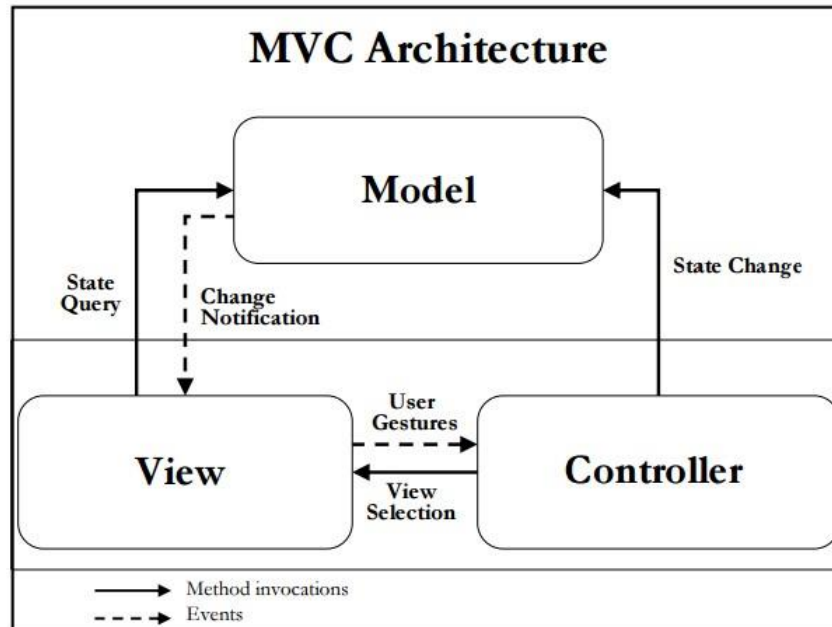 MVC Architecture
Model
State
Query
Change
Notification
State Change
View
User
Gestures
View
Selection
Controller
Method invocations
Events